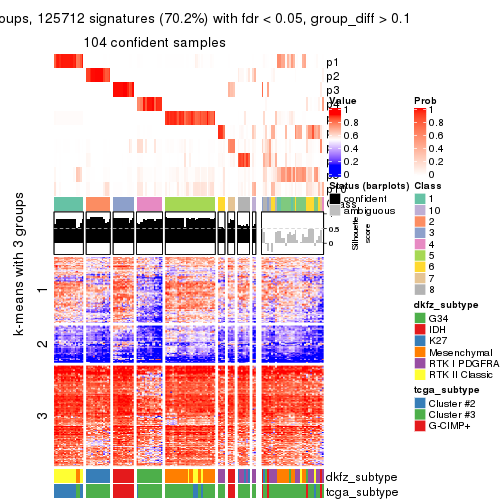 oups, 125712 signatures (70.2%) with fdr < 0.05, group_diff > 0.1
104 confident samples
p1
p2
p3
Value
1
0.8
0.6
0.4
0.2
0
Prob
1
0.8
0.6
0.4
0.2
0
Status (barplots)
confident
ambiguous
Class
1
10
2
3
4
5
6
7
8
0.5
0
Silhouette
score
k-means with 3 groups
1
2
3
dkfz_subtype
G34
IDH
K27
Mesenchymal
RTK I PDGFRA
RTK II Classic
tcga_subtype
Cluster #2
Cluster #3
G-CIMP+
dkfz_subtype
tcga_subtype